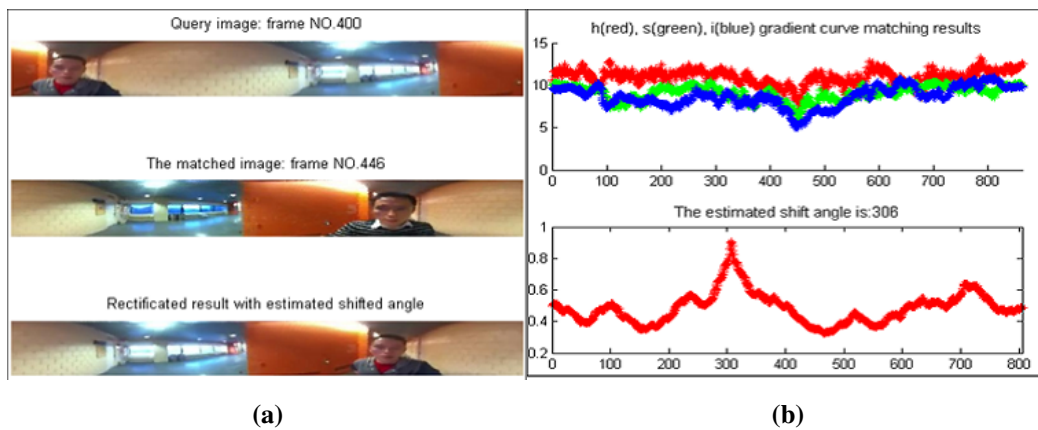 Query image: frame NO.400
The matched image: frame NO.446
Rectificated result with estimated shifted angle
(a)
h(red), s(green), i(blue) gradient curve matching results
15
10
5
0
0 100 200 300 400 500 600 700 800
The estimated shift angle is:306
1
0.8
0.6
0.4
0.2
0 100 200 300 400 500 600 700 800
(b)